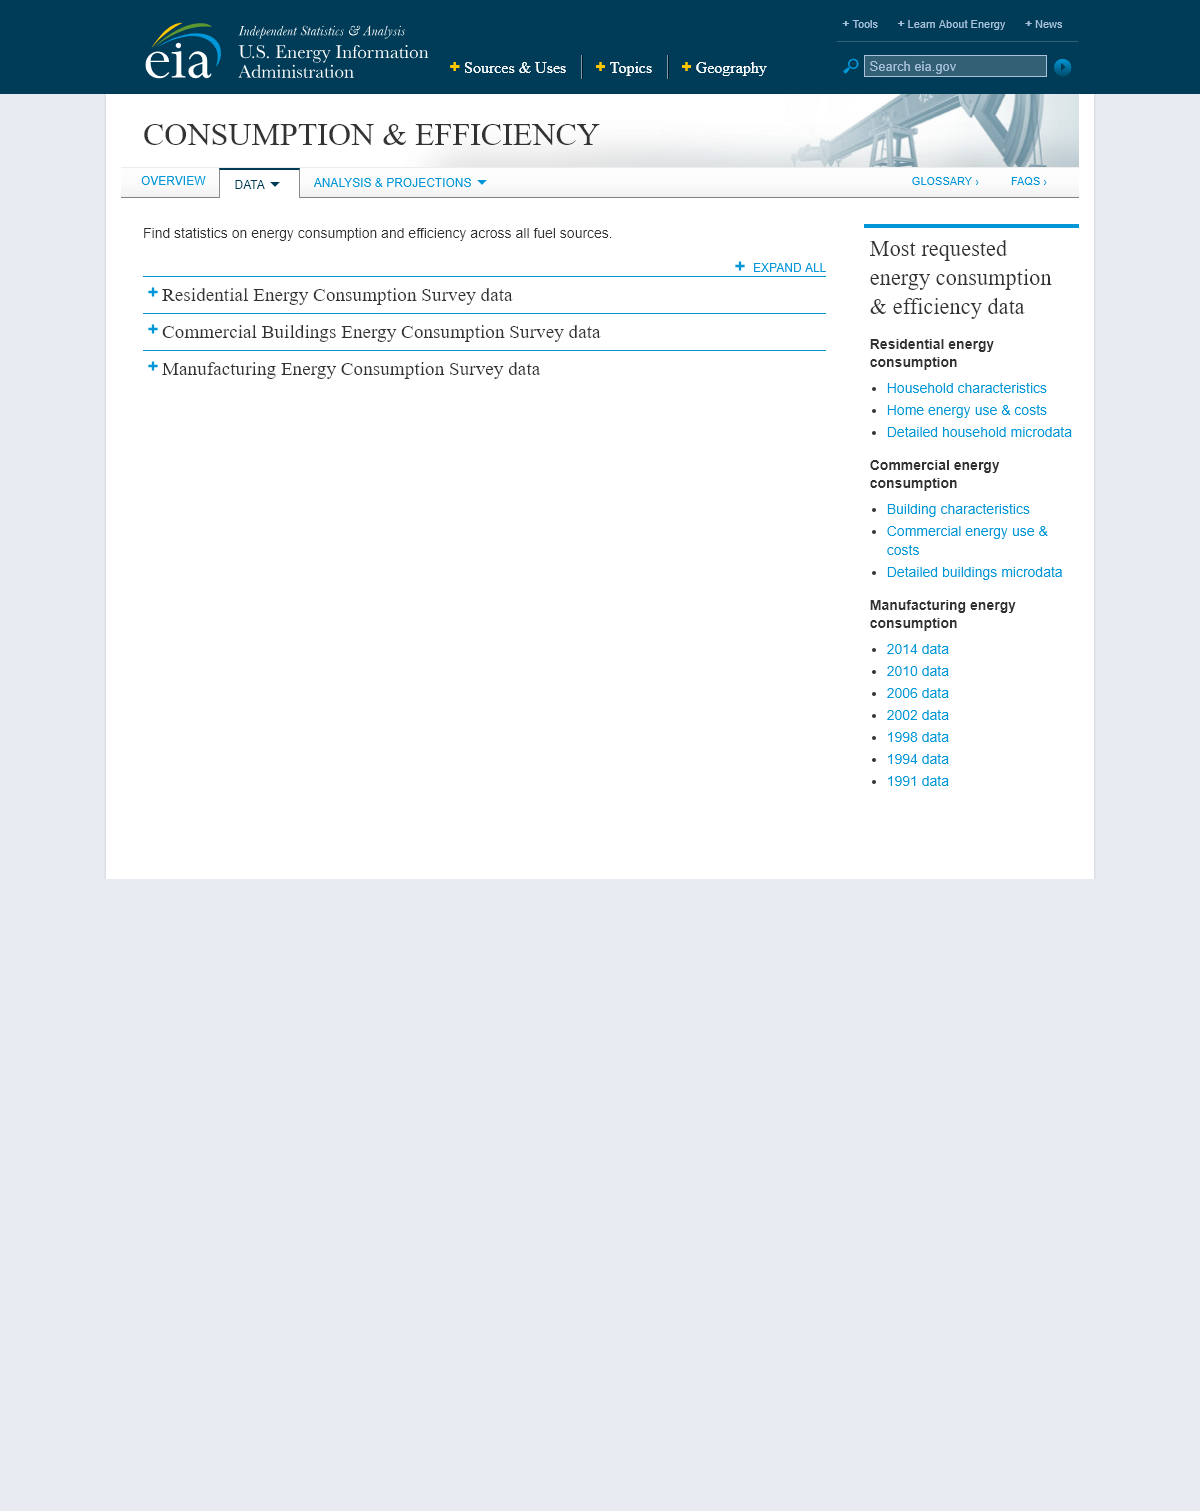 + Tools + Learn About Energy + News
eia
Independent Statistics & Analysis
U.S. Energy Information
Administration
+ Sources & Uses + Topics + Geography
Search eia.gov
CONSUMPTION & EFFICIENCY
OVERVIEW DATA ANALYSIS & PROJECTIONS GLOSSARY › FAQS ›
Find statistics on energy consumption and efficiency across all fuel sources.
+ EXPAND ALL
+ Residential Energy Consumption Survey data
+ Commercial Buildings Energy Consumption Survey data
+ Manufacturing Energy Consumption Survey data
Most requested
energy consumption
& efficiency data
Residential energy
consumption
• Household characteristics
• Home energy use & costs
• Detailed household microdata
Commercial energy
consumption
• Building characteristics
• Commercial energy use &
costs
• Detailed buildings microdata
Manufacturing energy
consumption
• 2014 data
• 2010 data
• 2006 data
• 2002 data
• 1998 data
• 1994 data
• 1991 data